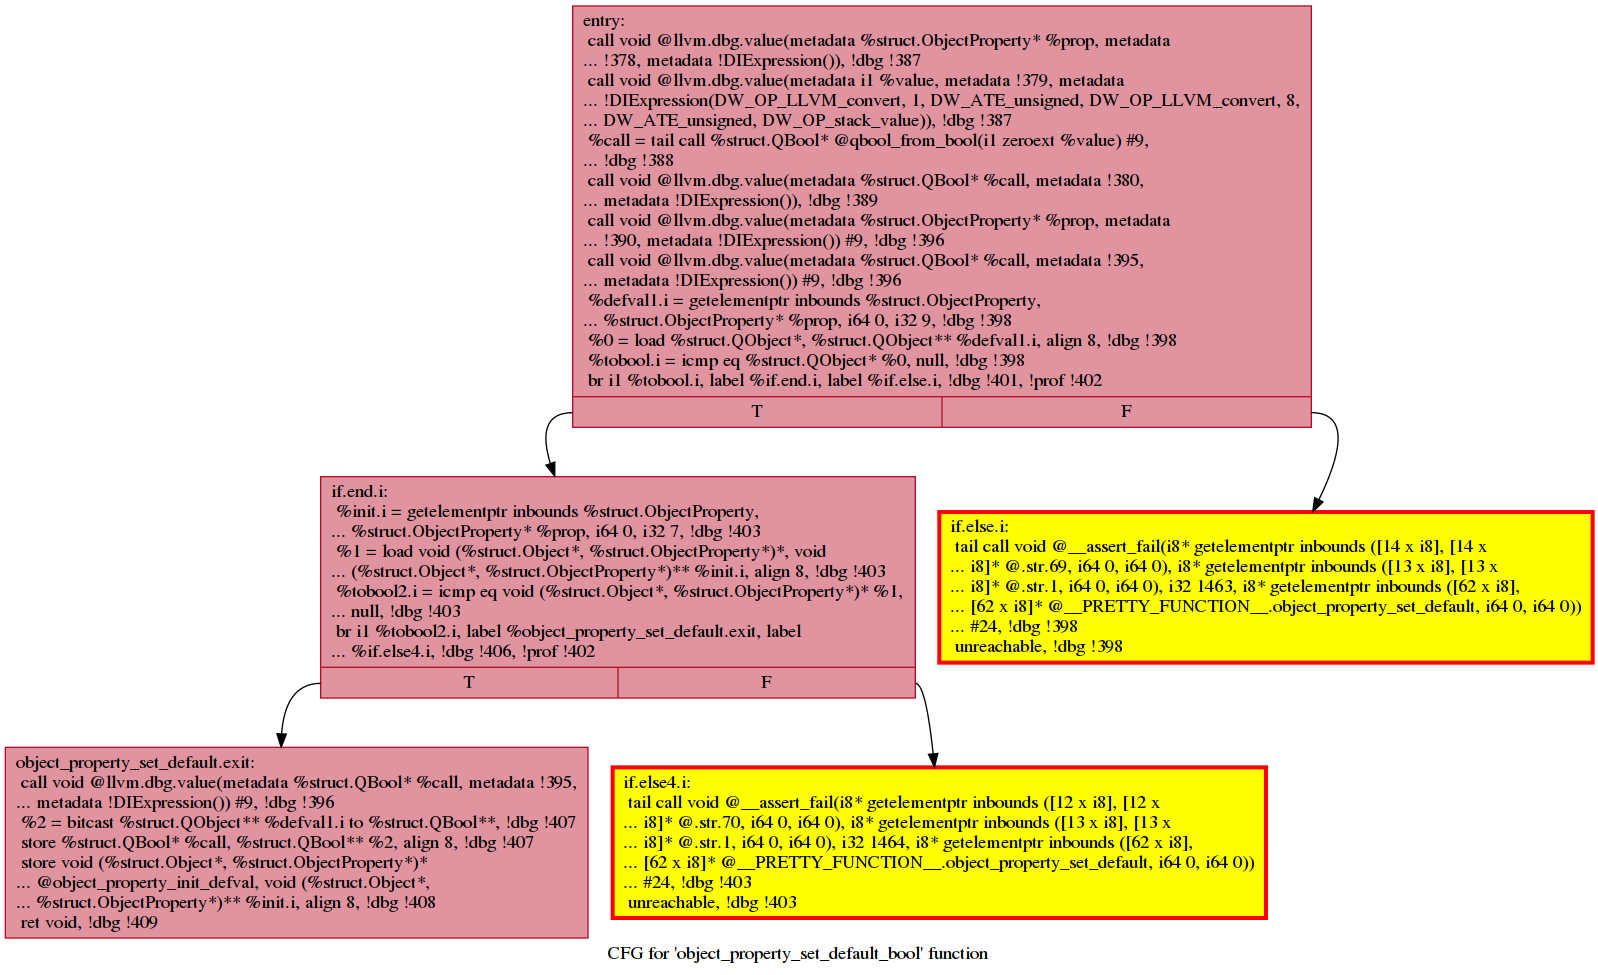 entry:
call void @llvm.dbg.value(metadata %struct.ObjectProperty* %prop, metadata
... !378, metadata !DIExpression()), !dbg !387
call void @llvm.dbg.value(metadata i1 %value, metadata !379, metadata
... !DIExpression(DW_OP_LLVM_convert, 1, DW_ATE_unsigned, DW_OP_LLVM_convert, 8,
... DW_ATE_unsigned, DW_OP_stack_value)), !dbg !387
%call = tail call %struct.QBool* @qbool_from_bool(i1 zeroext %value) #9,
... !dbg !388
call void @llvm.dbg.value(metadata %struct.QBool* %call, metadata !380,
... metadata !DIExpression()), !dbg !389
call void @llvm.dbg.value(metadata %struct.ObjectProperty* %prop, metadata
... !390, metadata !DIExpression()) #9, !dbg !396
call void @llvm.dbg.value(metadata %struct.QBool* %call, metadata !395,
... metadata !DIExpression()) #9, !dbg !396
%defval1.i = getelementptr inbounds %struct.ObjectProperty,
... %struct.ObjectProperty* %prop, i64 0, i32 9, !dbg !398
%0 = load %struct.QObject*, %struct.QObject** %defval1.i, align 8, !dbg !398
%tobool.i = icmp eq %struct.QObject* %0, null, !dbg !398
br i1 %tobool.i, label %if.end.i, label %if.else.i, !dbg !401, !prof !402
T
F
if.end.i:
%init.i = getelementptr inbounds %struct.ObjectProperty,
... %struct.ObjectProperty* %prop, i64 0, i32 7, !dbg !403
%1 = load void (%struct.Object*, %struct.ObjectProperty*)*, void
... (%struct.Object*, %struct.ObjectProperty*)** %init.i, align 8, !dbg !403
%tobool2.i = icmp eq void (%struct.Object*, %struct.ObjectProperty*)* %1,
... null, !dbg !403
br i1 %tobool2.i, label %object_property_set_default.exit, label
... %if.else4.i, !dbg !406, !prof !402
T
F
if.else.i:
tail call void @__assert_fail(i8* getelementptr inbounds ([14 x i8], [14 x
... i8]* @.str.69, i64 0, i64 0), i8* getelementptr inbounds ([13 x i8], [13 x
... i8]* @.str.1, i64 0, i64 0), i32 1463, i8* getelementptr inbounds ([62 x i8],
... [62 x i8]* @__PRETTY_FUNCTION__.object_property_set_default, i64 0, i64 0))
... #24, !dbg !398
unreachable, !dbg !398
object_property_set_default.exit:
call void @llvm.dbg.value(metadata %struct.QBool* %call, metadata !395,
... metadata !DIExpression()) #9, !dbg !396
%2 = bitcast %struct.QObject** %defval1.i to %struct.QBool**, !dbg !407
store %struct.QBool* %call, %struct.QBool** %2, align 8, !dbg !407
store void (%struct.Object*, %struct.ObjectProperty*)*
... @object_property_init_defval, void (%struct.Object*,
... %struct.ObjectProperty*)** %init.i, align 8, !dbg !408
ret void, !dbg !409
if.else4.i:
tail call void @__assert_fail(i8* getelementptr inbounds ([12 x i8], [12 x
... i8]* @.str.70, i64 0, i64 0), i8* getelementptr inbounds ([13 x i8], [13 x
... i8]* @.str.1, i64 0, i64 0), i32 1464, i8* getelementptr inbounds ([62 x i8],
... [62 x i8]* @__PRETTY_FUNCTION__.object_property_set_default, i64 0, i64 0))
... #24, !dbg !403
unreachable, !dbg !403
CFG for 'object_property_set_default_bool' function